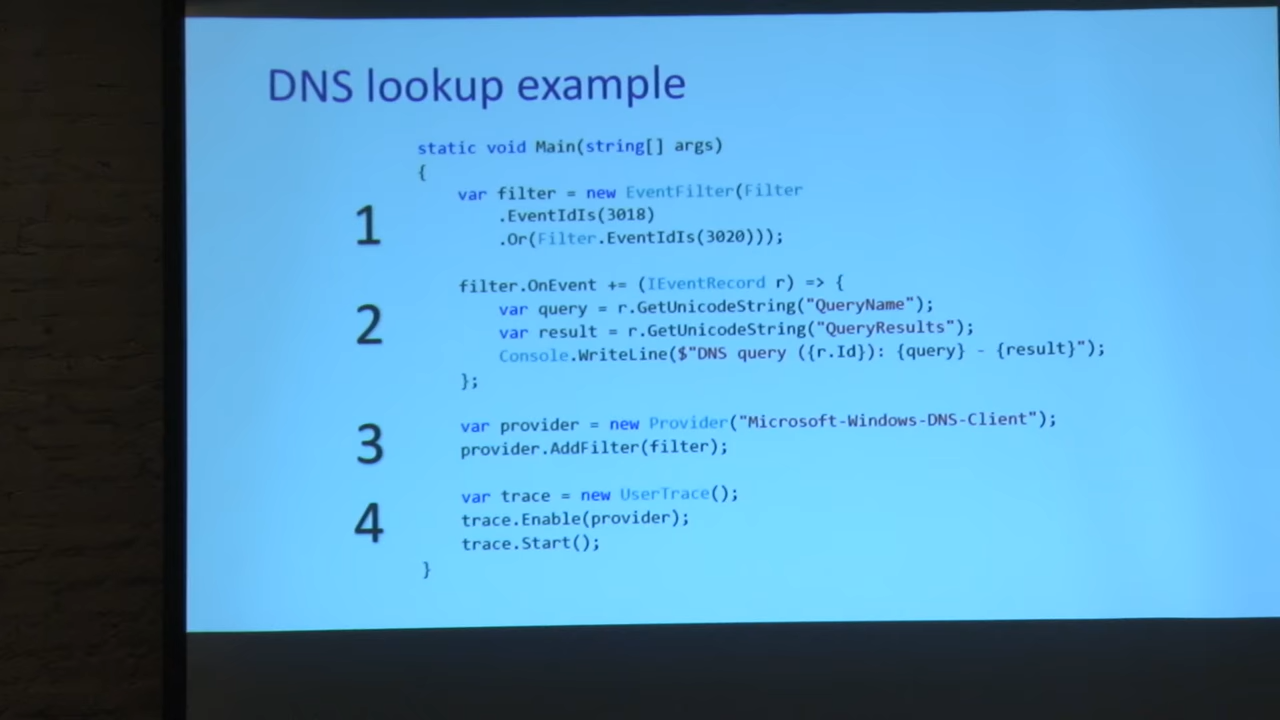 DNS lookup example
static void Main(string[] args)
{
var filter = new EventFilter(Filter
1
.EventIdIs(3018)
.Or(Filter.EventIdIs(3020)));
filter.OnEvent += (IEventRecord r) => {
2
var query = r.GetUnicodeString("QueryName");
var result = r.GetUnicodeString("QueryResults");
Console.WriteLine($"DNS query ({r.Id}): {query} - {result}");
};
3
var provider = new Provider("Microsoft-Windows-DNS-Client");
provider.AddFilter(filter);
4
var trace = new UserTrace();
trace.Enable(provider);
trace.Start();
}